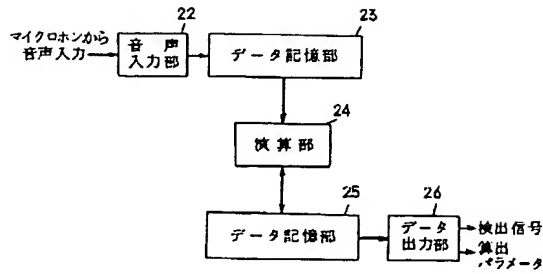 マイクロホンから
音声入力
22
音声
入力部
23
データ記憶部
24
演算部
25
データ記憶部
26
データ
出力部
検出信号
算出
パラメータ